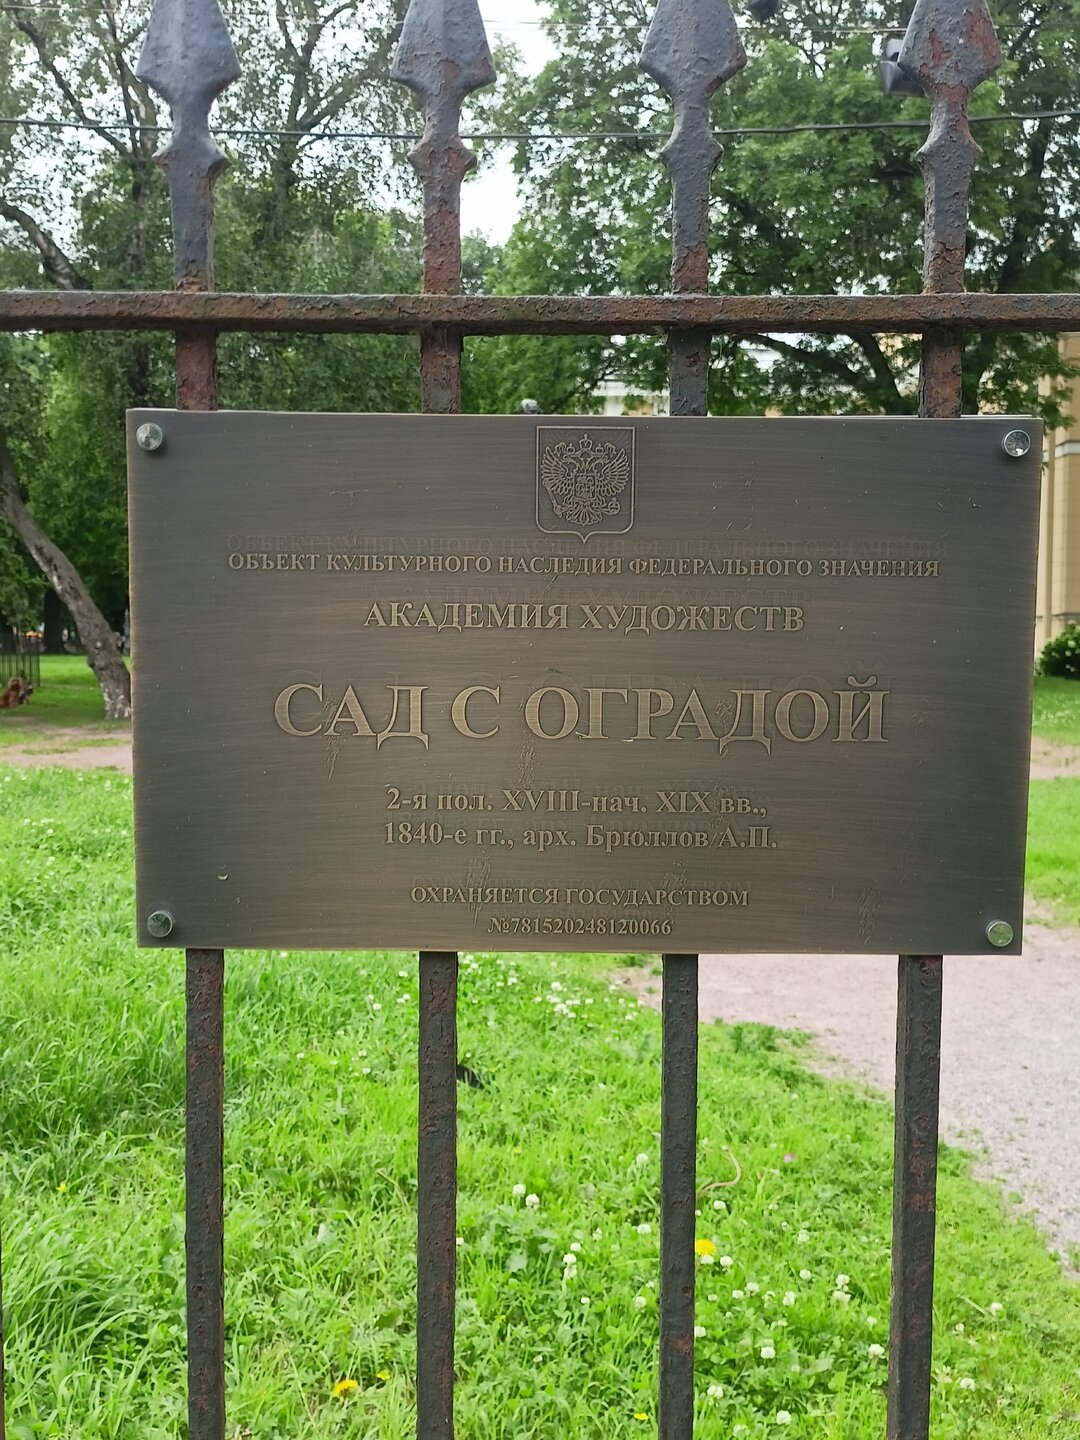 ОБЪЕКТ КУЛЬТУРНОГО НАСЛЕДИЯ ФЕДЕРАЛЬНОГО ЗНАЧЕНИЯ
АКАДЕМИЯ ХУДОЖЕСТВ
САД С ОГРАДОЙ
2-я пол. XVIII-нач. XIX вв.,
1840-е гг., арх. Брюллов А.П.
ОХРАНЯЕТСЯ ГОСУДАРСТВОМ
№781520248120066